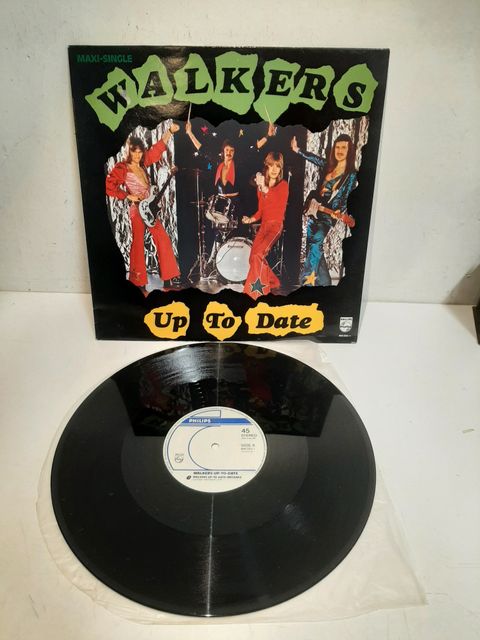 MAXI-SINGLE
WALKERS
Up To Date
PHILIPS
PHILIPS
45
STEREO
SIDE A
WALKERS UP-TO-DATE